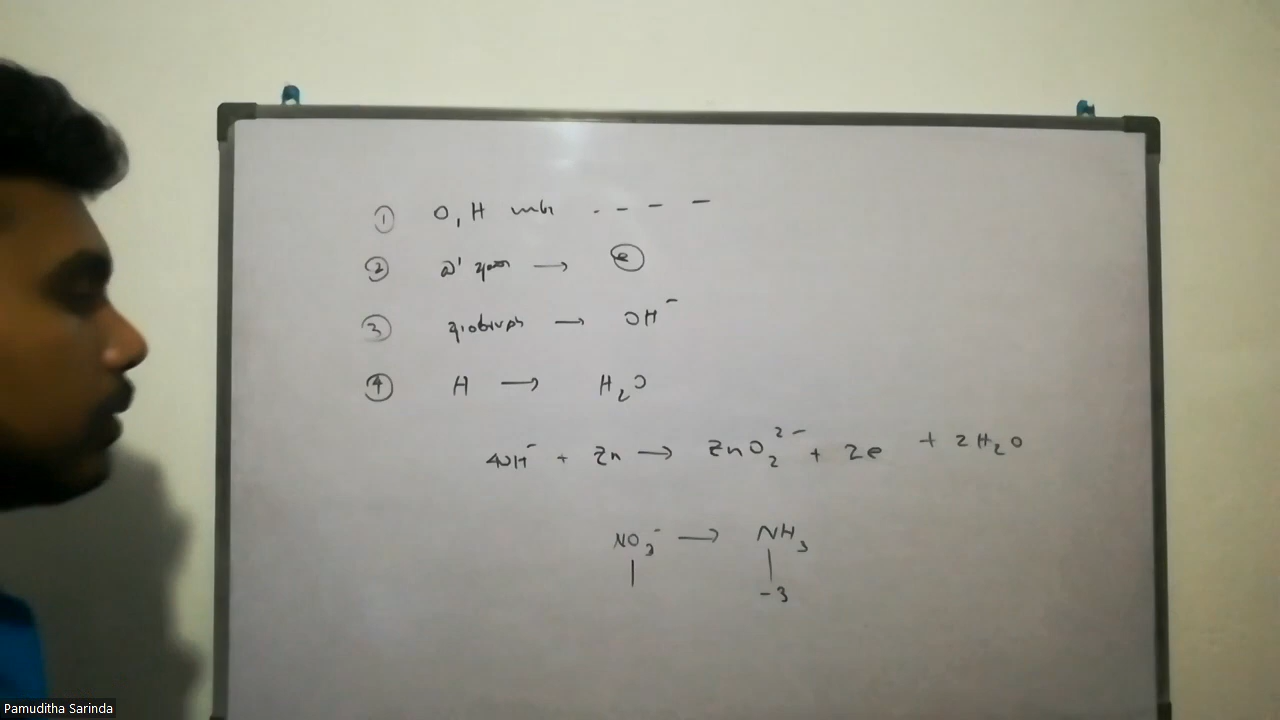 ① O, H - - - -
② → e
③ → OH⁻
④ H → H₂O
4OH⁻ + Zn → ZnO₂²⁻ + 2e + 2H₂O
NO₃⁻ → NH₃
-3
Pamuditha Sarinda